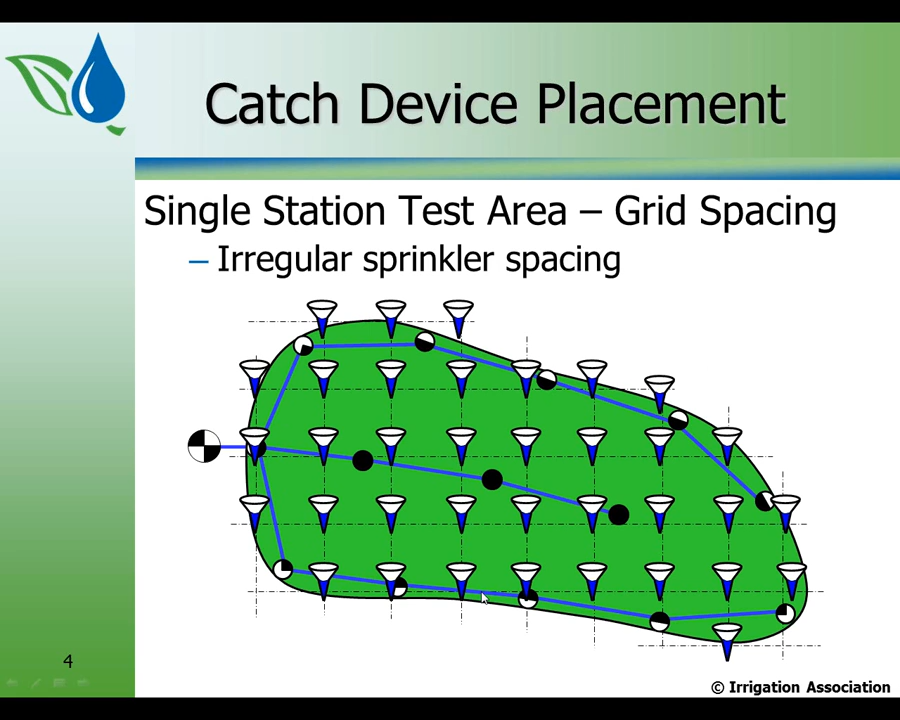 Catch Device Placement
Single Station Test Area – Grid Spacing
– Irregular sprinkler spacing
4
© Irrigation Association